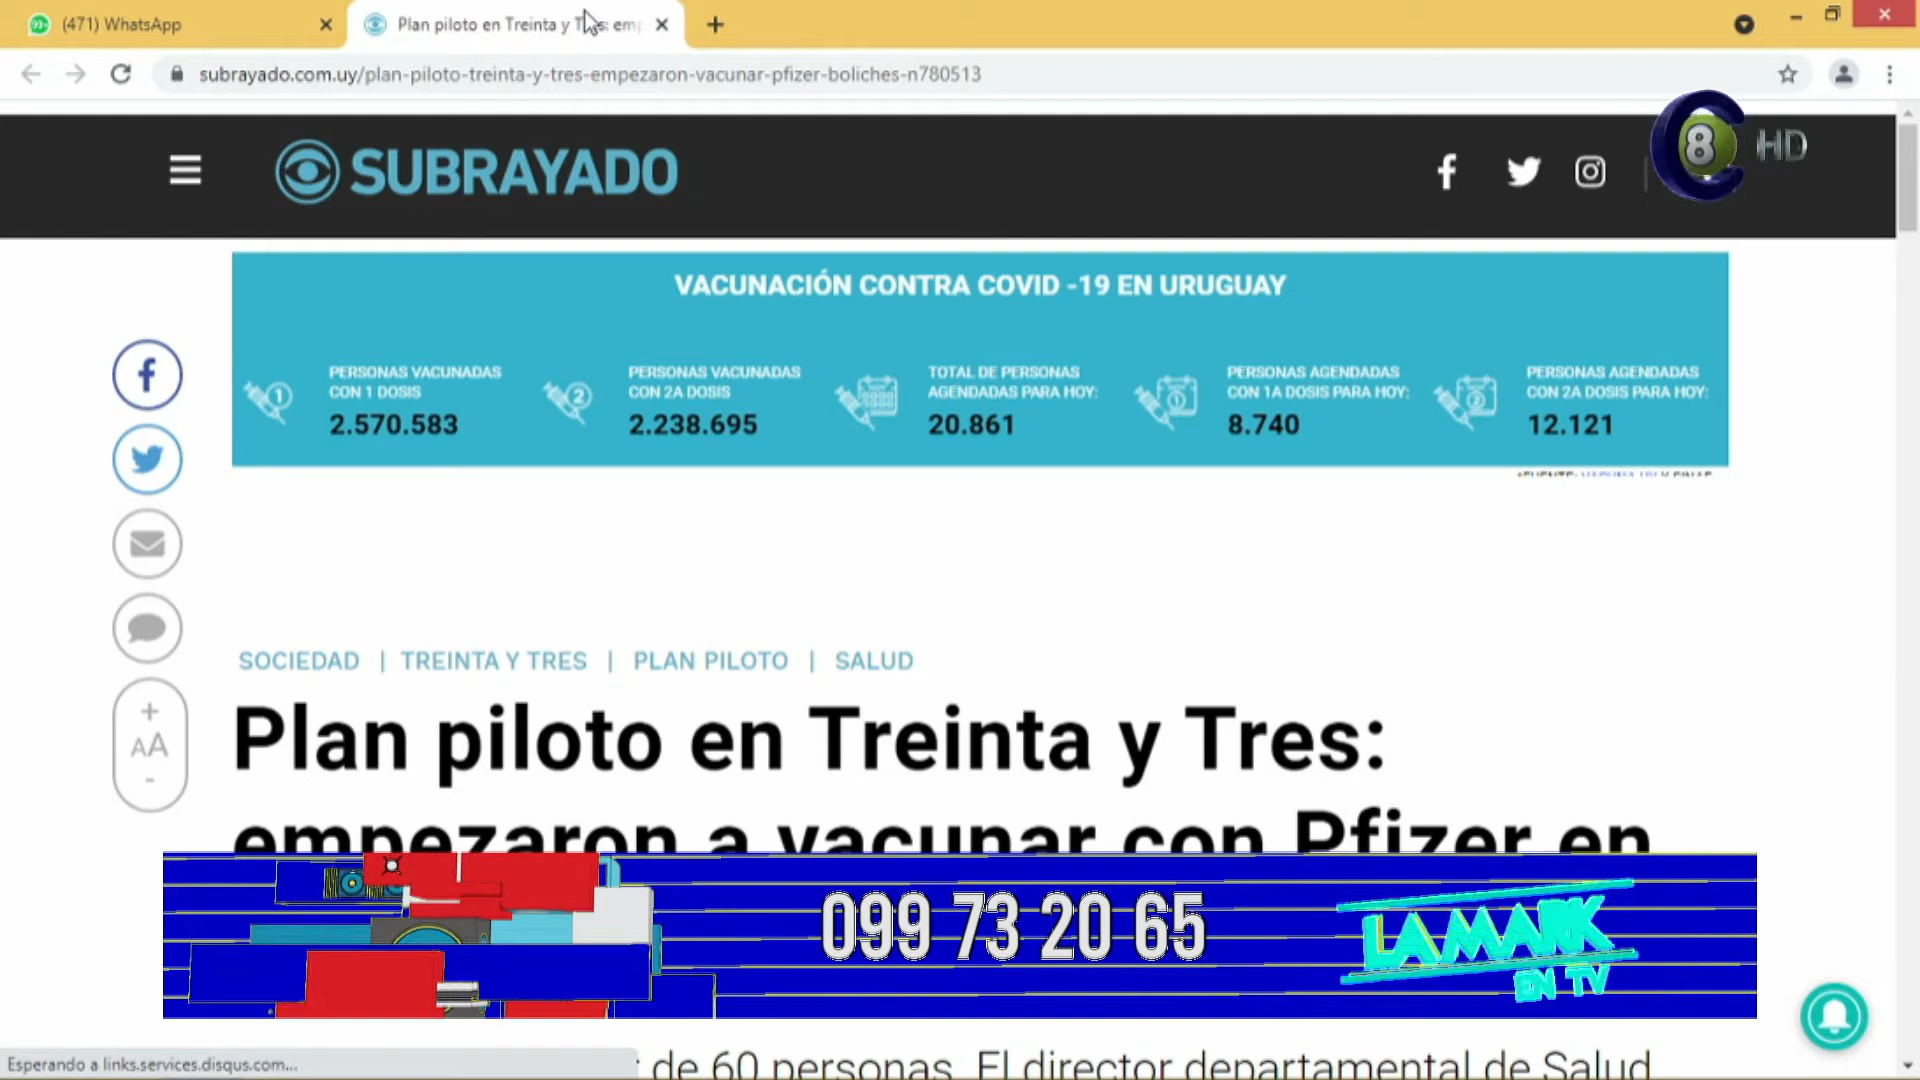 (471) WhatsApp
Plan piloto en Treinta y Tres: em
subrayado.com.uy/plan-piloto-treinta-y-tres-empezaron-vacunar-pfizer-boliches-n780513
SUBRAYADO
8 HD
VACUNACIÓN CONTRA COVID -19 EN URUGUAY
PERSONAS VACUNADAS
CON 1 DOSIS
2.570.583
PERSONAS VACUNADAS
CON 2A DOSIS
2.238.695
TOTAL DE PERSONAS
AGENDADAS PARA HOY:
20.861
PERSONAS AGENDADAS
CON 1A DOSIS PARA HOY:
8.740
PERSONAS AGENDADAS
CON 2A DOSIS PARA HOY:
12.121
SOCIEDAD | TREINTA Y TRES | PLAN PILOTO | SALUD
+
AA
-
Plan piloto en Treinta y Tres:
empezaron a vacunar con Pfizer en
099 73 20 65
LAMARK
EN TV
de 60 personas. El director departamental de Salud
Esperando a links.services.disqus.com...